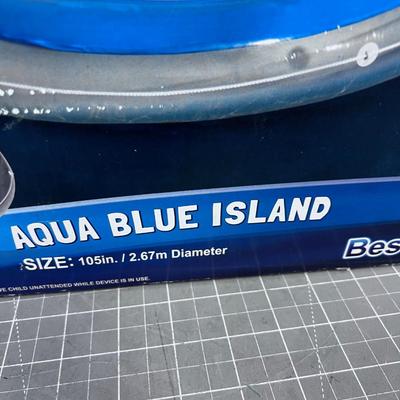 AQUA BLUE ISLAND
SIZE: 105in. / 2.67m Diameter
Bes
CHILD UNATTENDED WHILE DEVICE IS IN USE.